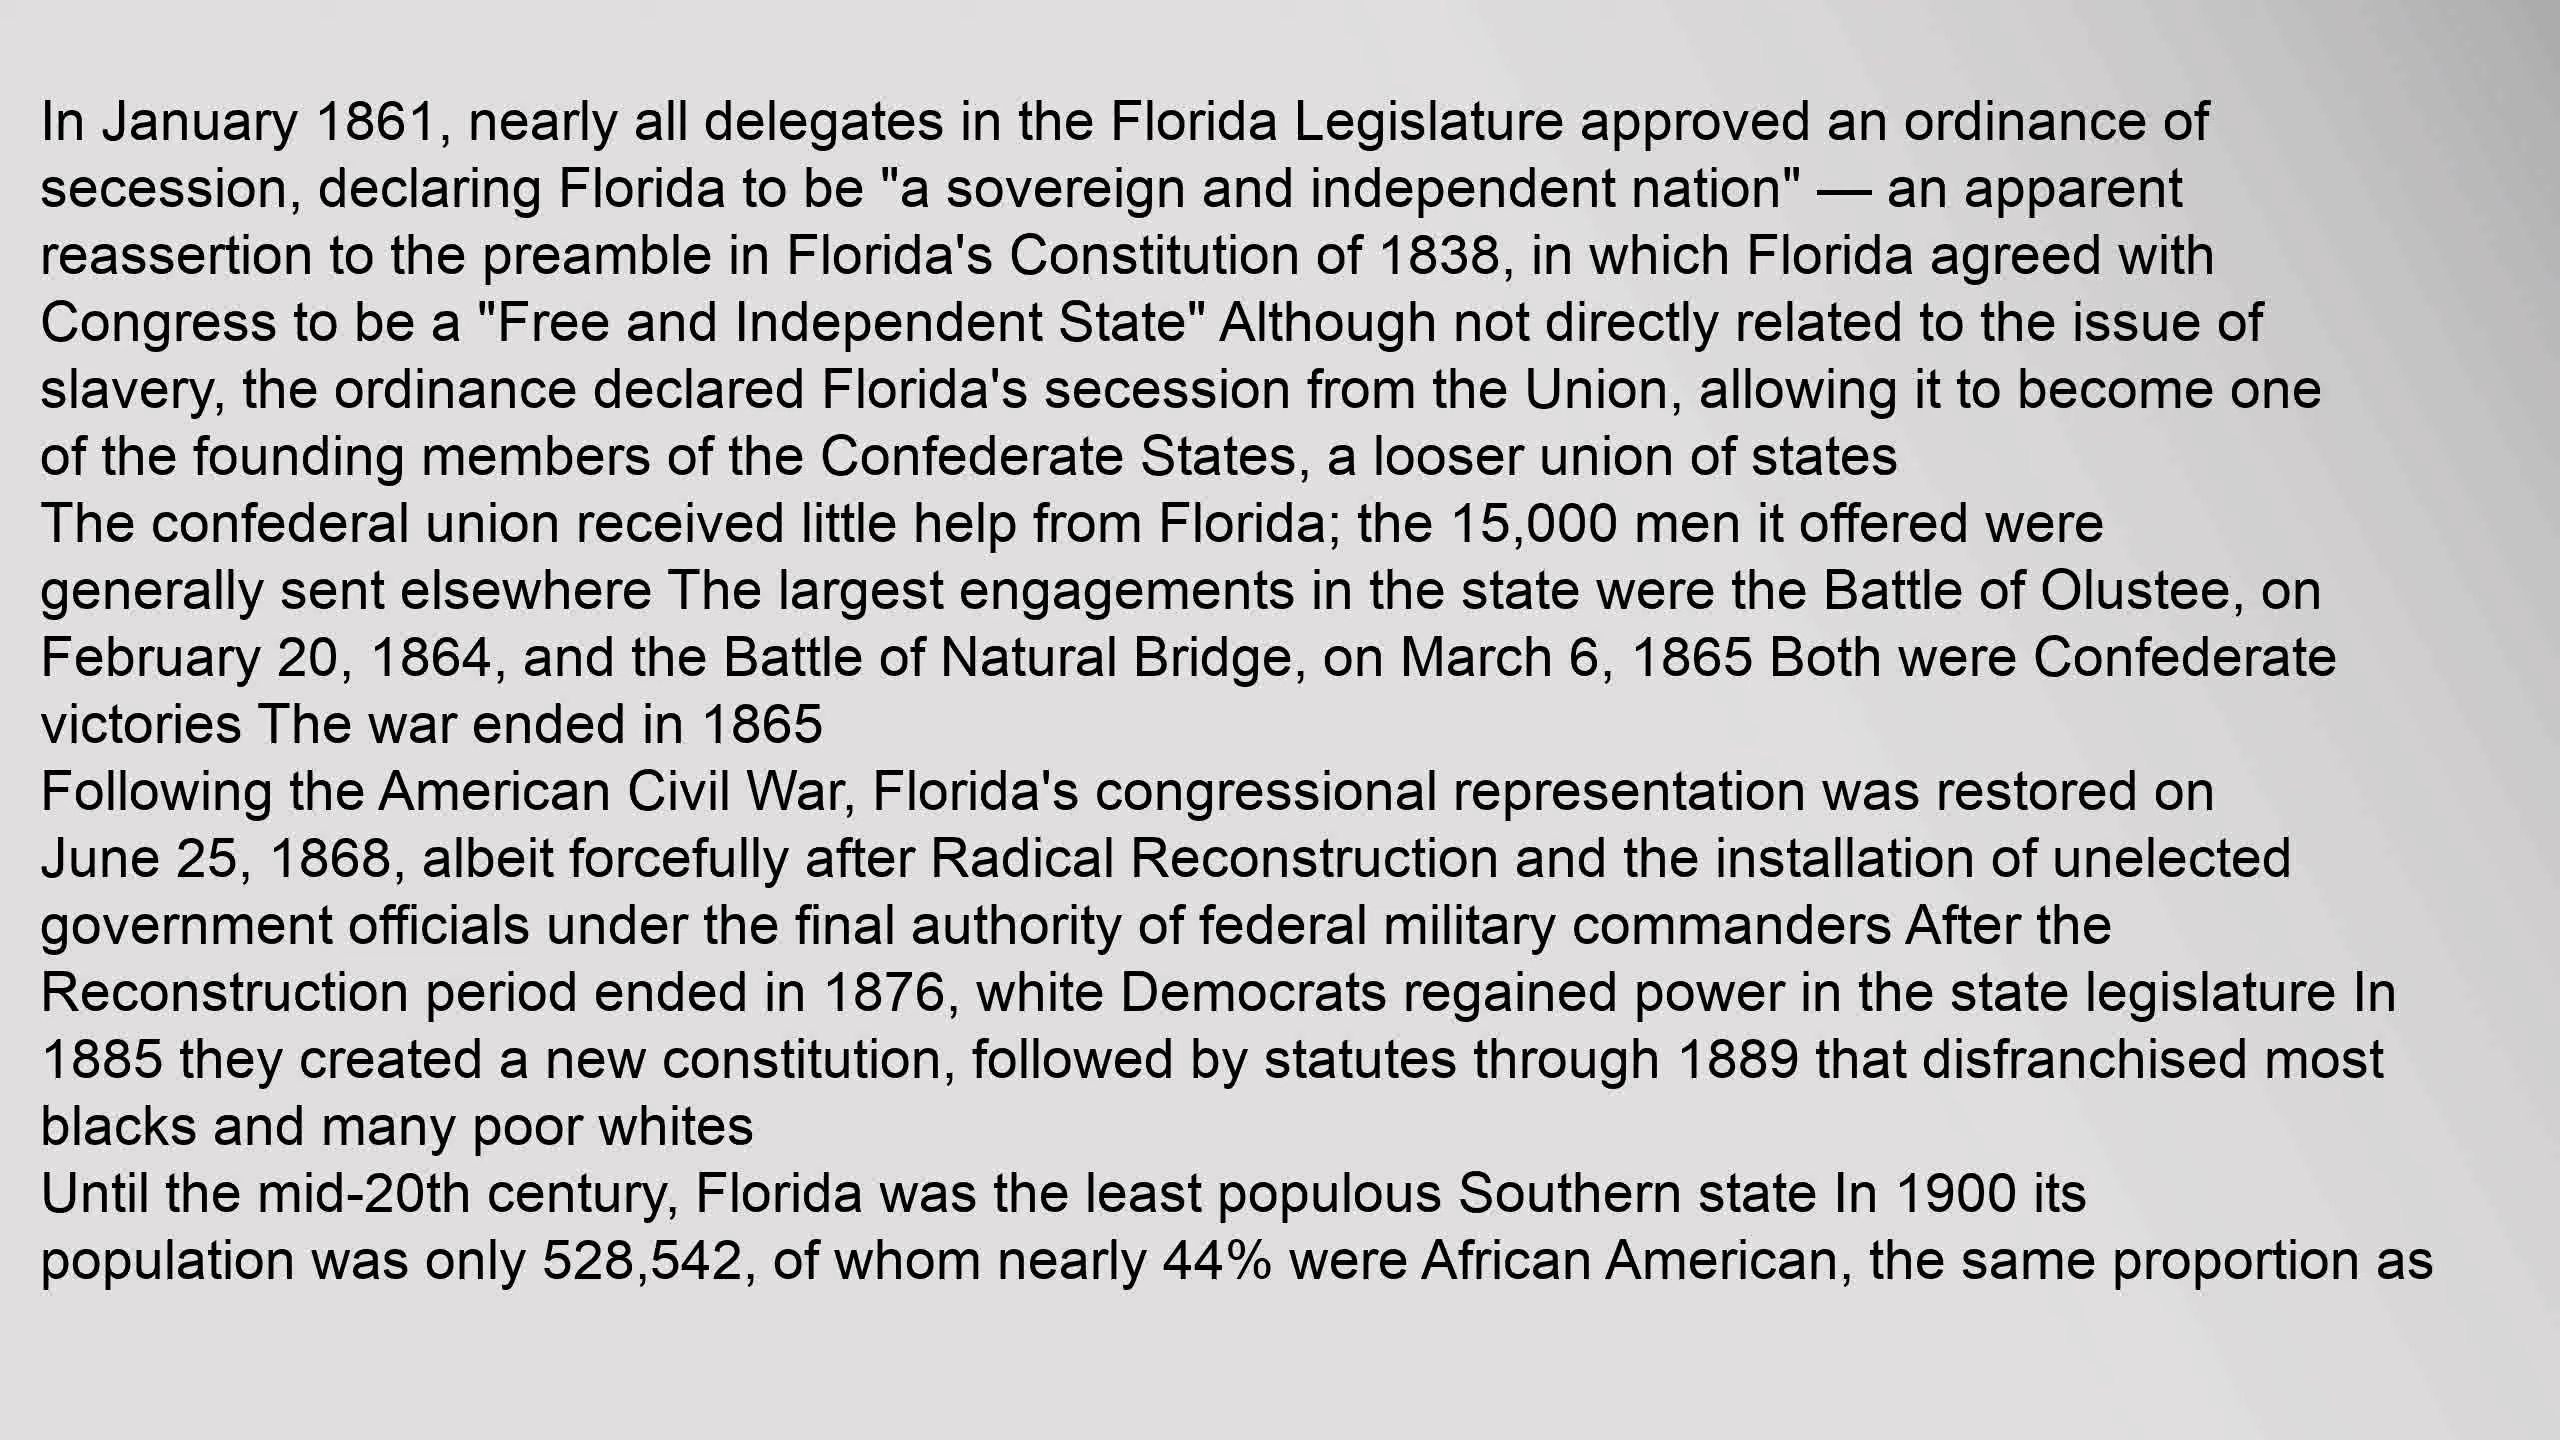 In January 1861, nearly all delegates in the Florida Legislature approved an ordinance of
secession, declaring Florida to be "a sovereign and independent nation" — an apparent
reassertion to the preamble in Florida's Constitution of 1838, in which Florida agreed with
Congress to be a "Free and Independent State" Although not directly related to the issue of
slavery, the ordinance declared Florida's secession from the Union, allowing it to become one
of the founding members of the Confederate States, a looser union of states
The confederal union received little help from Florida; the 15,000 men it offered were
generally sent elsewhere The largest engagements in the state were the Battle of Olustee, on
February 20, 1864, and the Battle of Natural Bridge, on March 6, 1865 Both were Confederate
victories The war ended in 1865
Following the American Civil War, Florida's congressional representation was restored on
June 25, 1868, albeit forcefully after Radical Reconstruction and the installation of unelected
government officials under the final authority of federal military commanders After the
Reconstruction period ended in 1876, white Democrats regained power in the state legislature In
1885 they created a new constitution, followed by statutes through 1889 that disfranchised most
blacks and many poor whites
Until the mid-20th century, Florida was the least populous Southern state In 1900 its
population was only 528,542, of whom nearly 44% were African American, the same proportion as